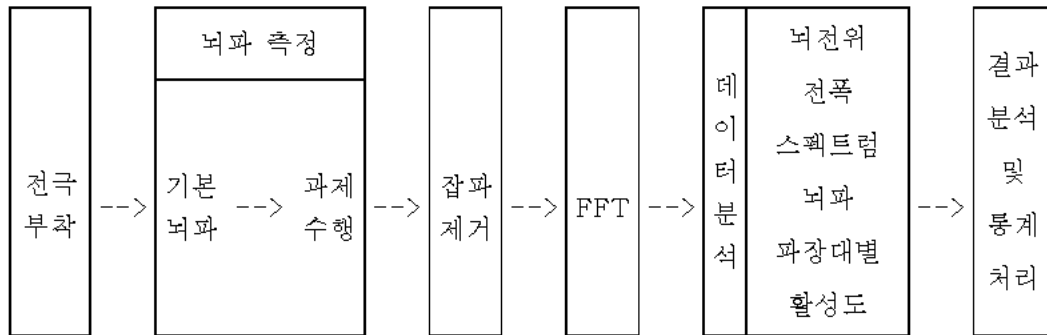 전극
부착
-->
뇌파 측정
기본
뇌파
-->
과제
수행
-->
잡파
제거
-->
FFT
-->
데
이
터
분
석
뇌전위
전폭
스펙트럼
뇌파
파장대별
활성도
-->
결과
분석
및
통계
처리